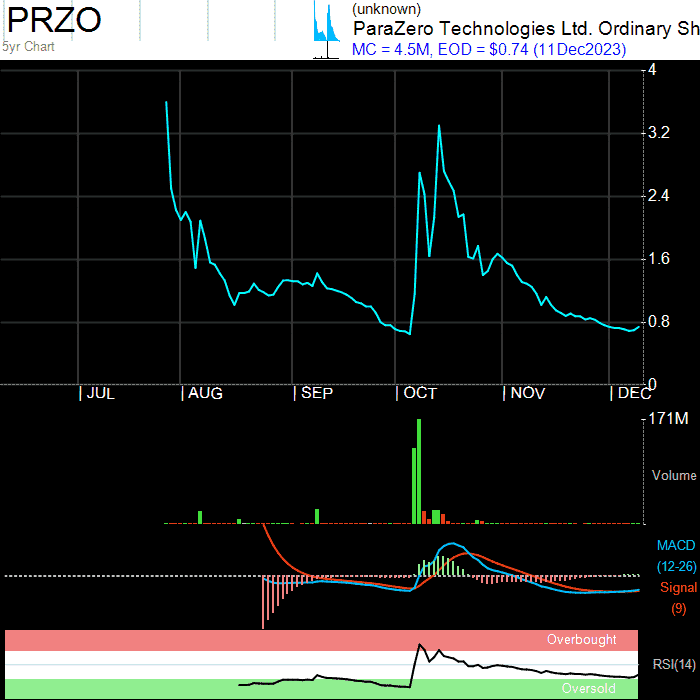 PRZO
5yr Chart
(unknown)
ParaZero Technologies Ltd. Ordinary Sh
MC = 4.5M, EOD = $0.74 (11Dec2023)
4
3.2
2.4
1.6
0.8
0
JUL
AUG
SEP
OCT
NOV
DEC
171M
Volume
MACD
(12-26)
Signal
(9)
Overbought
RSI(14)
Oversold